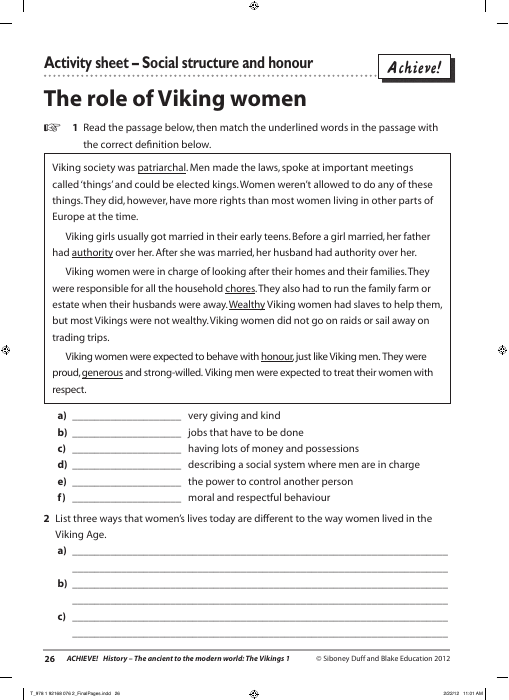 Activity sheet – Social structure and honour
Achieve!
The role of Viking women
1 Read the passage below, then match the underlined words in the passage with
the correct definition below.
Viking society was patriarchal. Men made the laws, spoke at important meetings
called ‘things’ and could be elected kings. Women weren’t allowed to do any of these
things. They did, however, have more rights than most women living in other parts of
Europe at the time.
Viking girls usually got married in their early teens. Before a girl married, her father
had authority over her. After she was married, her husband had authority over her.
Viking women were in charge of looking after their homes and their families. They
were responsible for all the household chores. They also had to run the family farm or
estate when their husbands were away. Wealthy Viking women had slaves to help them,
but most Vikings were not wealthy. Viking women did not go on raids or sail away on
trading trips.
Viking women were expected to behave with honour, just like Viking men. They were
proud, generous and strong-willed. Viking men were expected to treat their women with
respect.
a) ____________________ very giving and kind
b) ____________________ jobs that have to be done
c) ____________________ having lots of money and possessions
d) ____________________ describing a social system where men are in charge
e) ____________________ the power to control another person
f) ____________________ moral and respectful behaviour
2 List three ways that women’s lives today are different to the way women lived in the
Viking Age.
a)
b)
c)
26 ACHIEVE! History – The ancient to the modern world: The Vikings 1 © Siboney Duff and Blake Education 2012